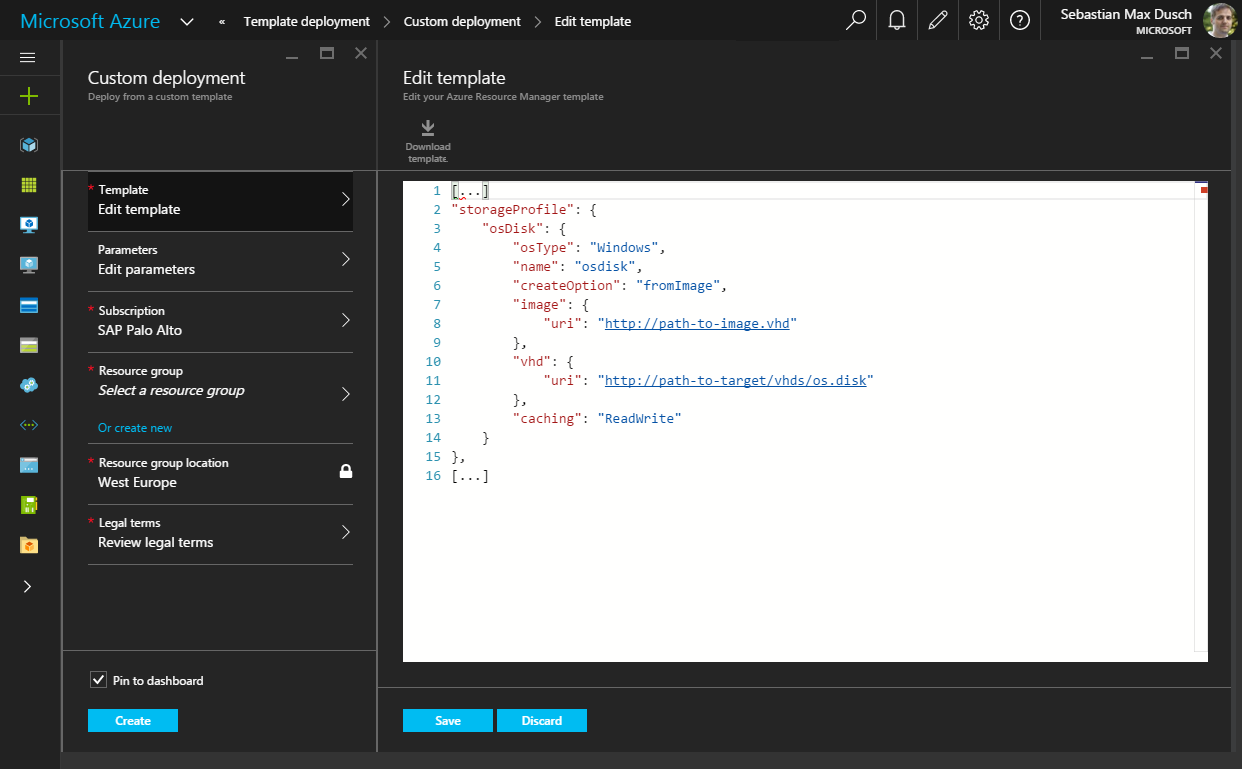 Microsoft Azure
« Template deployment > Custom deployment > Edit template
Sebastian Max Dusch
MICROSOFT
Custom deployment
Deploy from a custom template
* Template
Edit template
Parameters
Edit parameters
* Subscription
SAP Palo Alto
* Resource group
Select a resource group
Or create new
* Resource group location
West Europe
* Legal terms
Review legal terms
Pin to dashboard
Create
Edit template
Edit your Azure Resource Manager template
Download
template.
1 [...]
2 "storageProfile": {
3     "osDisk": {
4         "osType": "Windows",
5         "name": "osdisk",
6         "createOption": "fromImage",
7         "image": {
8             "uri": "http://path-to-image.vhd"
9         },
10         "vhd": {
11             "uri": "http://path-to-target/vhds/os.disk"
12         },
13         "caching": "ReadWrite"
14     }
15 },
16 [...]
Save
Discard